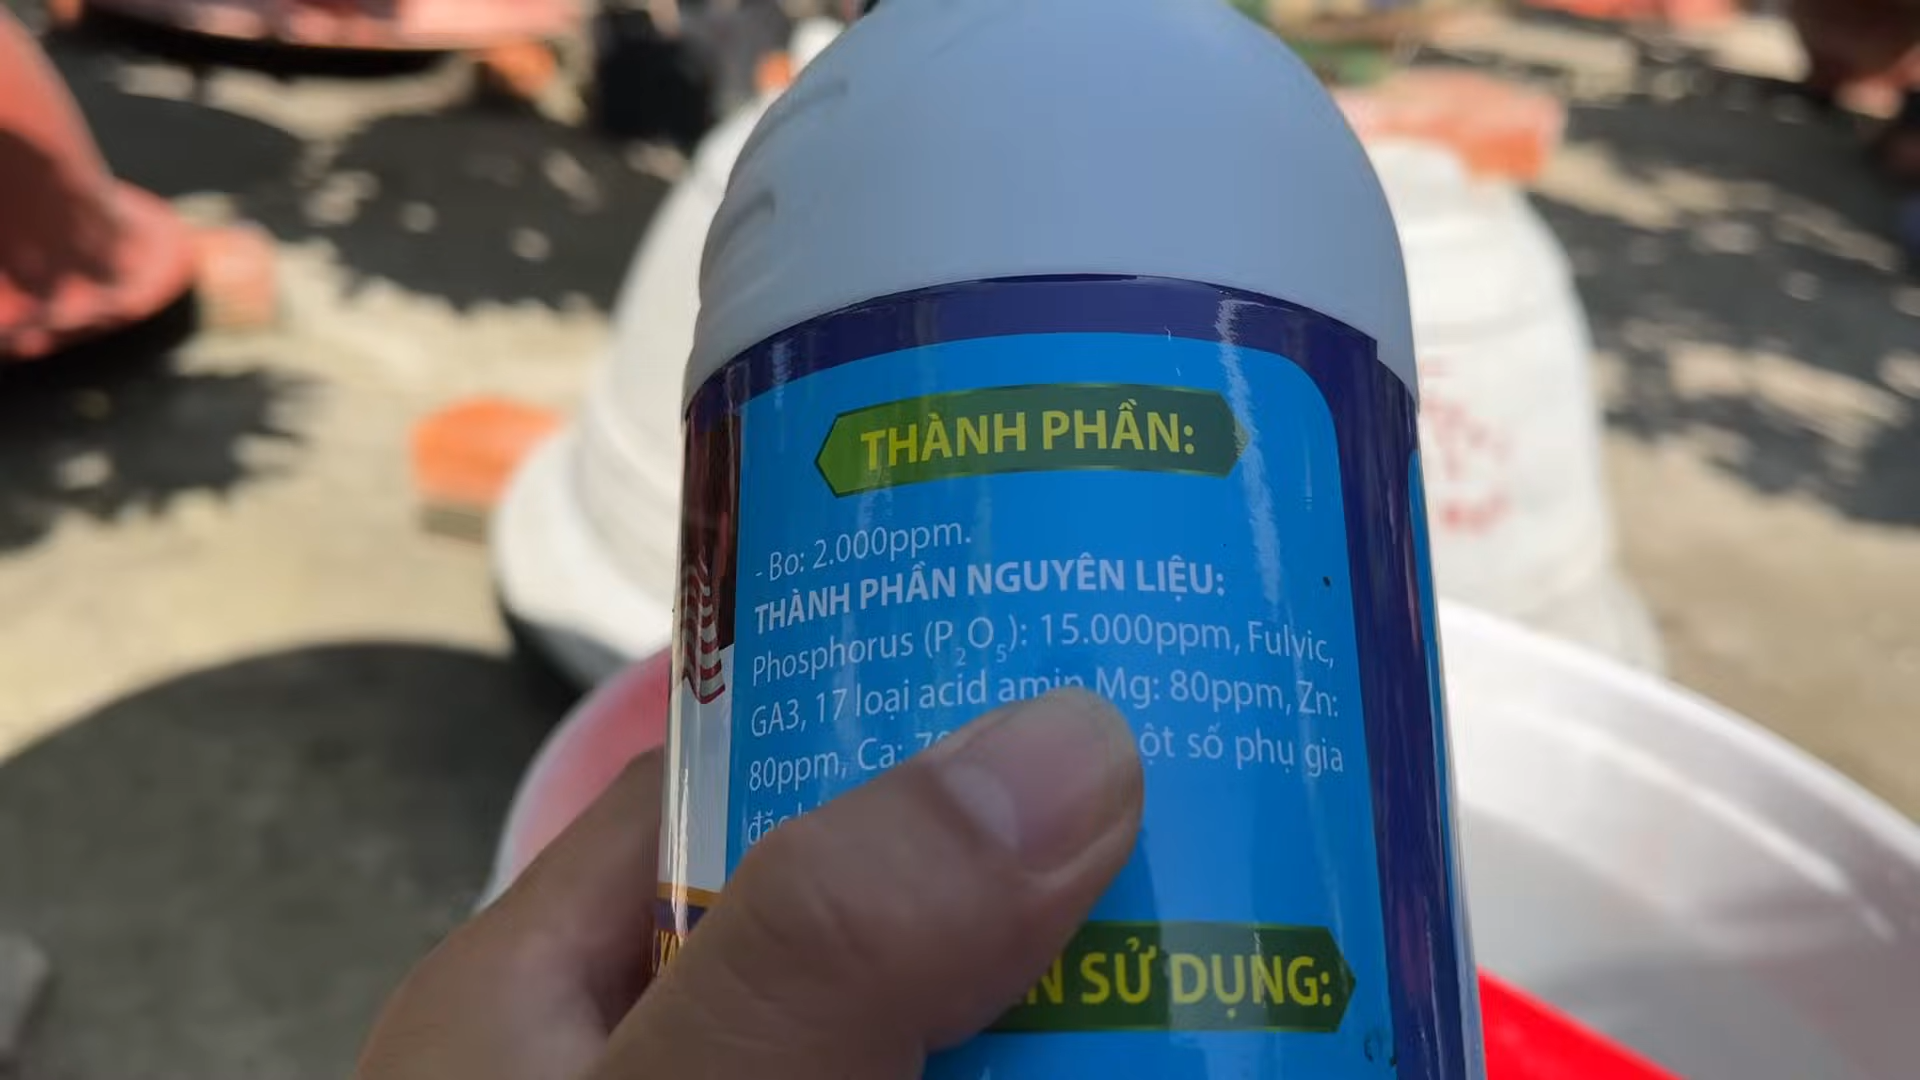 THÀNH PHẦN:
- Bo: 2.000ppm.
THÀNH PHẦN NGUYÊN LIỆU:
Phosphorus (P₂O₅): 15.000ppm, Fulvic,
GA3, 17 loại acid amin Mg: 80ppm, Zn:
80ppm, Ca: số phụ gia
SỬ DỤNG: